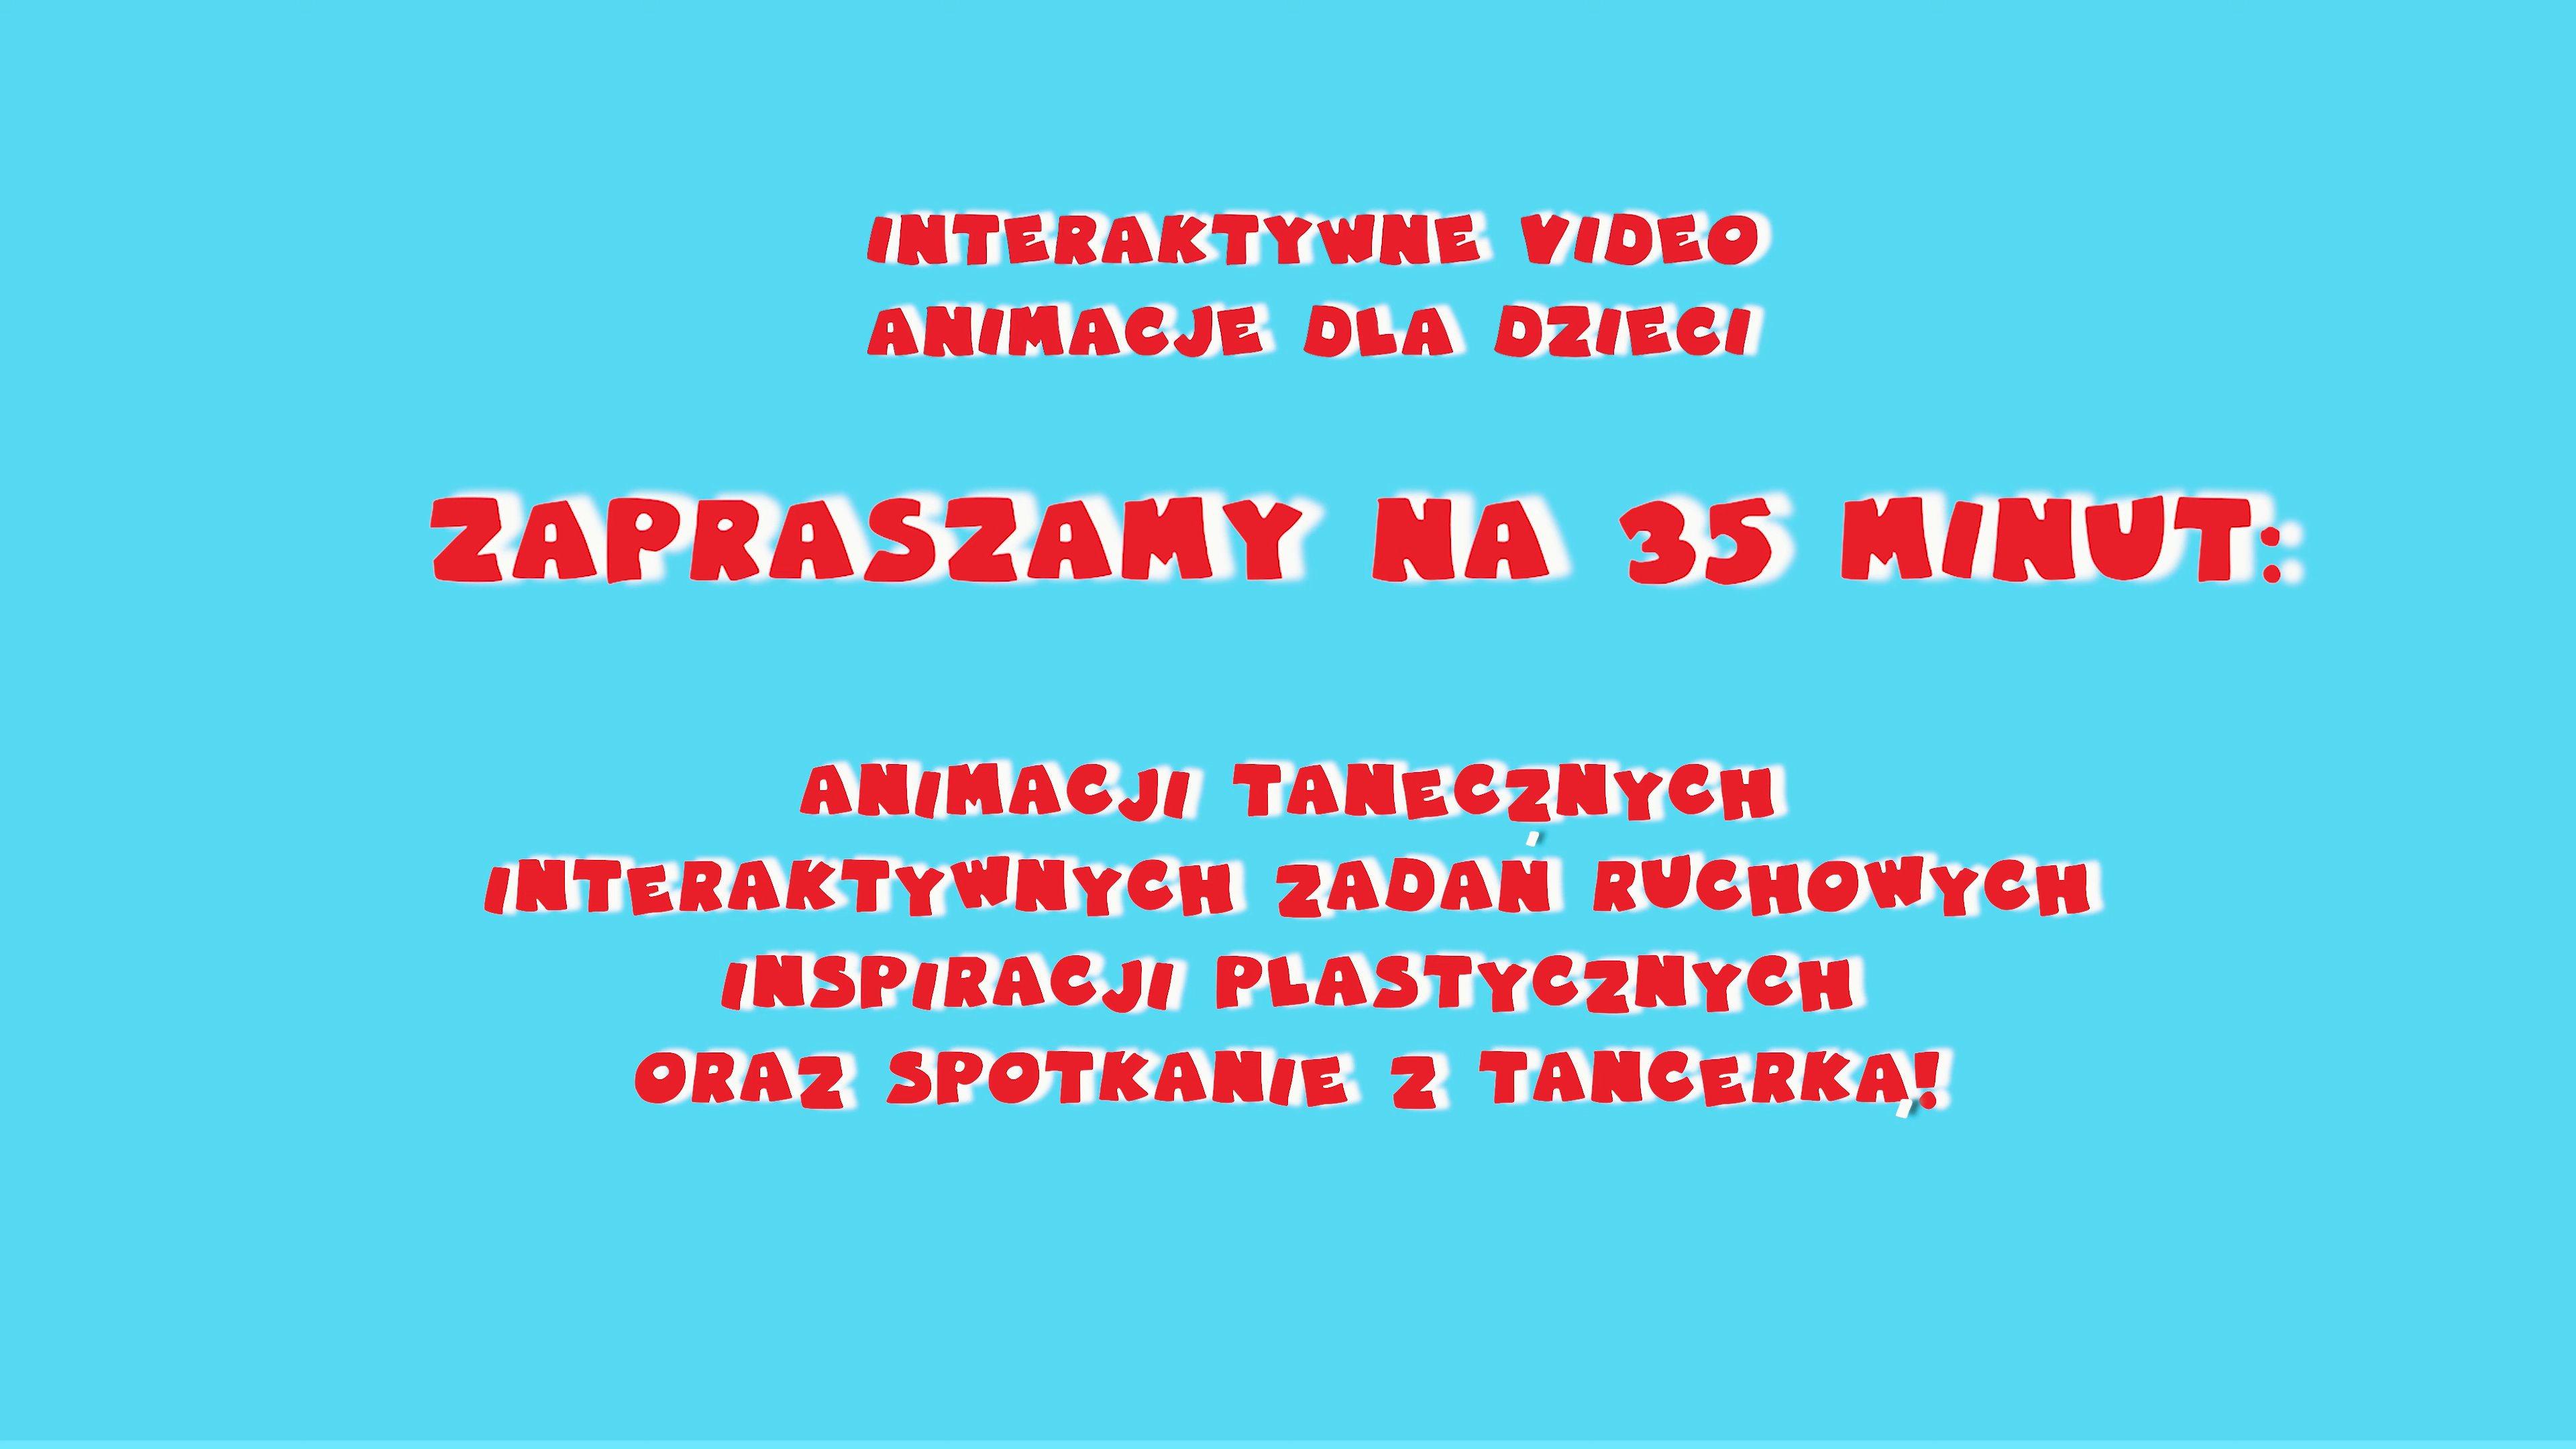 INTERAKTYWNE VIDEO
ANIMACJE DLA DZIECI
ZAPRASZAMY NA 35 MINUT:
ANIMACJI TANECZNYCH
INTERAKTYWNYCH ZADAŃ RUCHOWYCH
INSPIRACJI PLASTYCZNYCH
ORAZ SPOTKANIE Z TANCERKĄ!